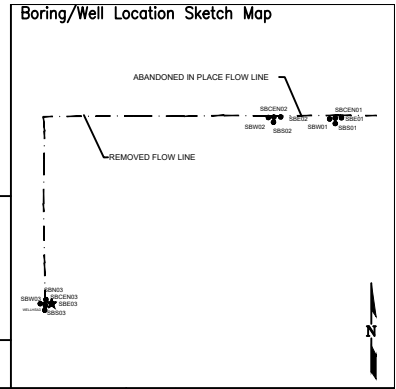 Boring/Well Location Sketch Map
ABANDONED IN PLACE FLOW LINE
SBCEN02 SBCEN01
SBW02 SBE02 SBW01 SBE01
SBS02 SBS01
REMOVED FLOW LINE
SBN03
SBCEN03
SBW03 SBE03
WELLHEAD
SBS03
N